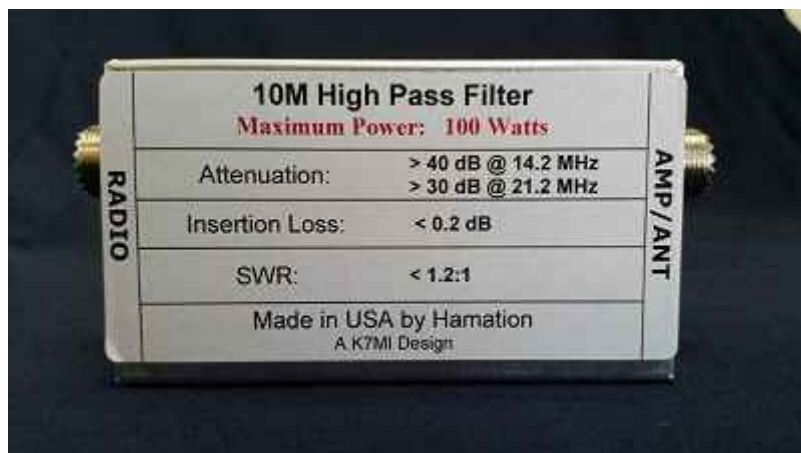 10M High Pass Filter
Maximum Power: 100 Watts
RADIO
Attenuation: > 40 dB @ 14.2 MHz
> 30 dB @ 21.2 MHz
Insertion Loss: < 0.2 dB
SWR: < 1.2:1
Made in USA by Hamation
A K7MI Design
AMP/ANT